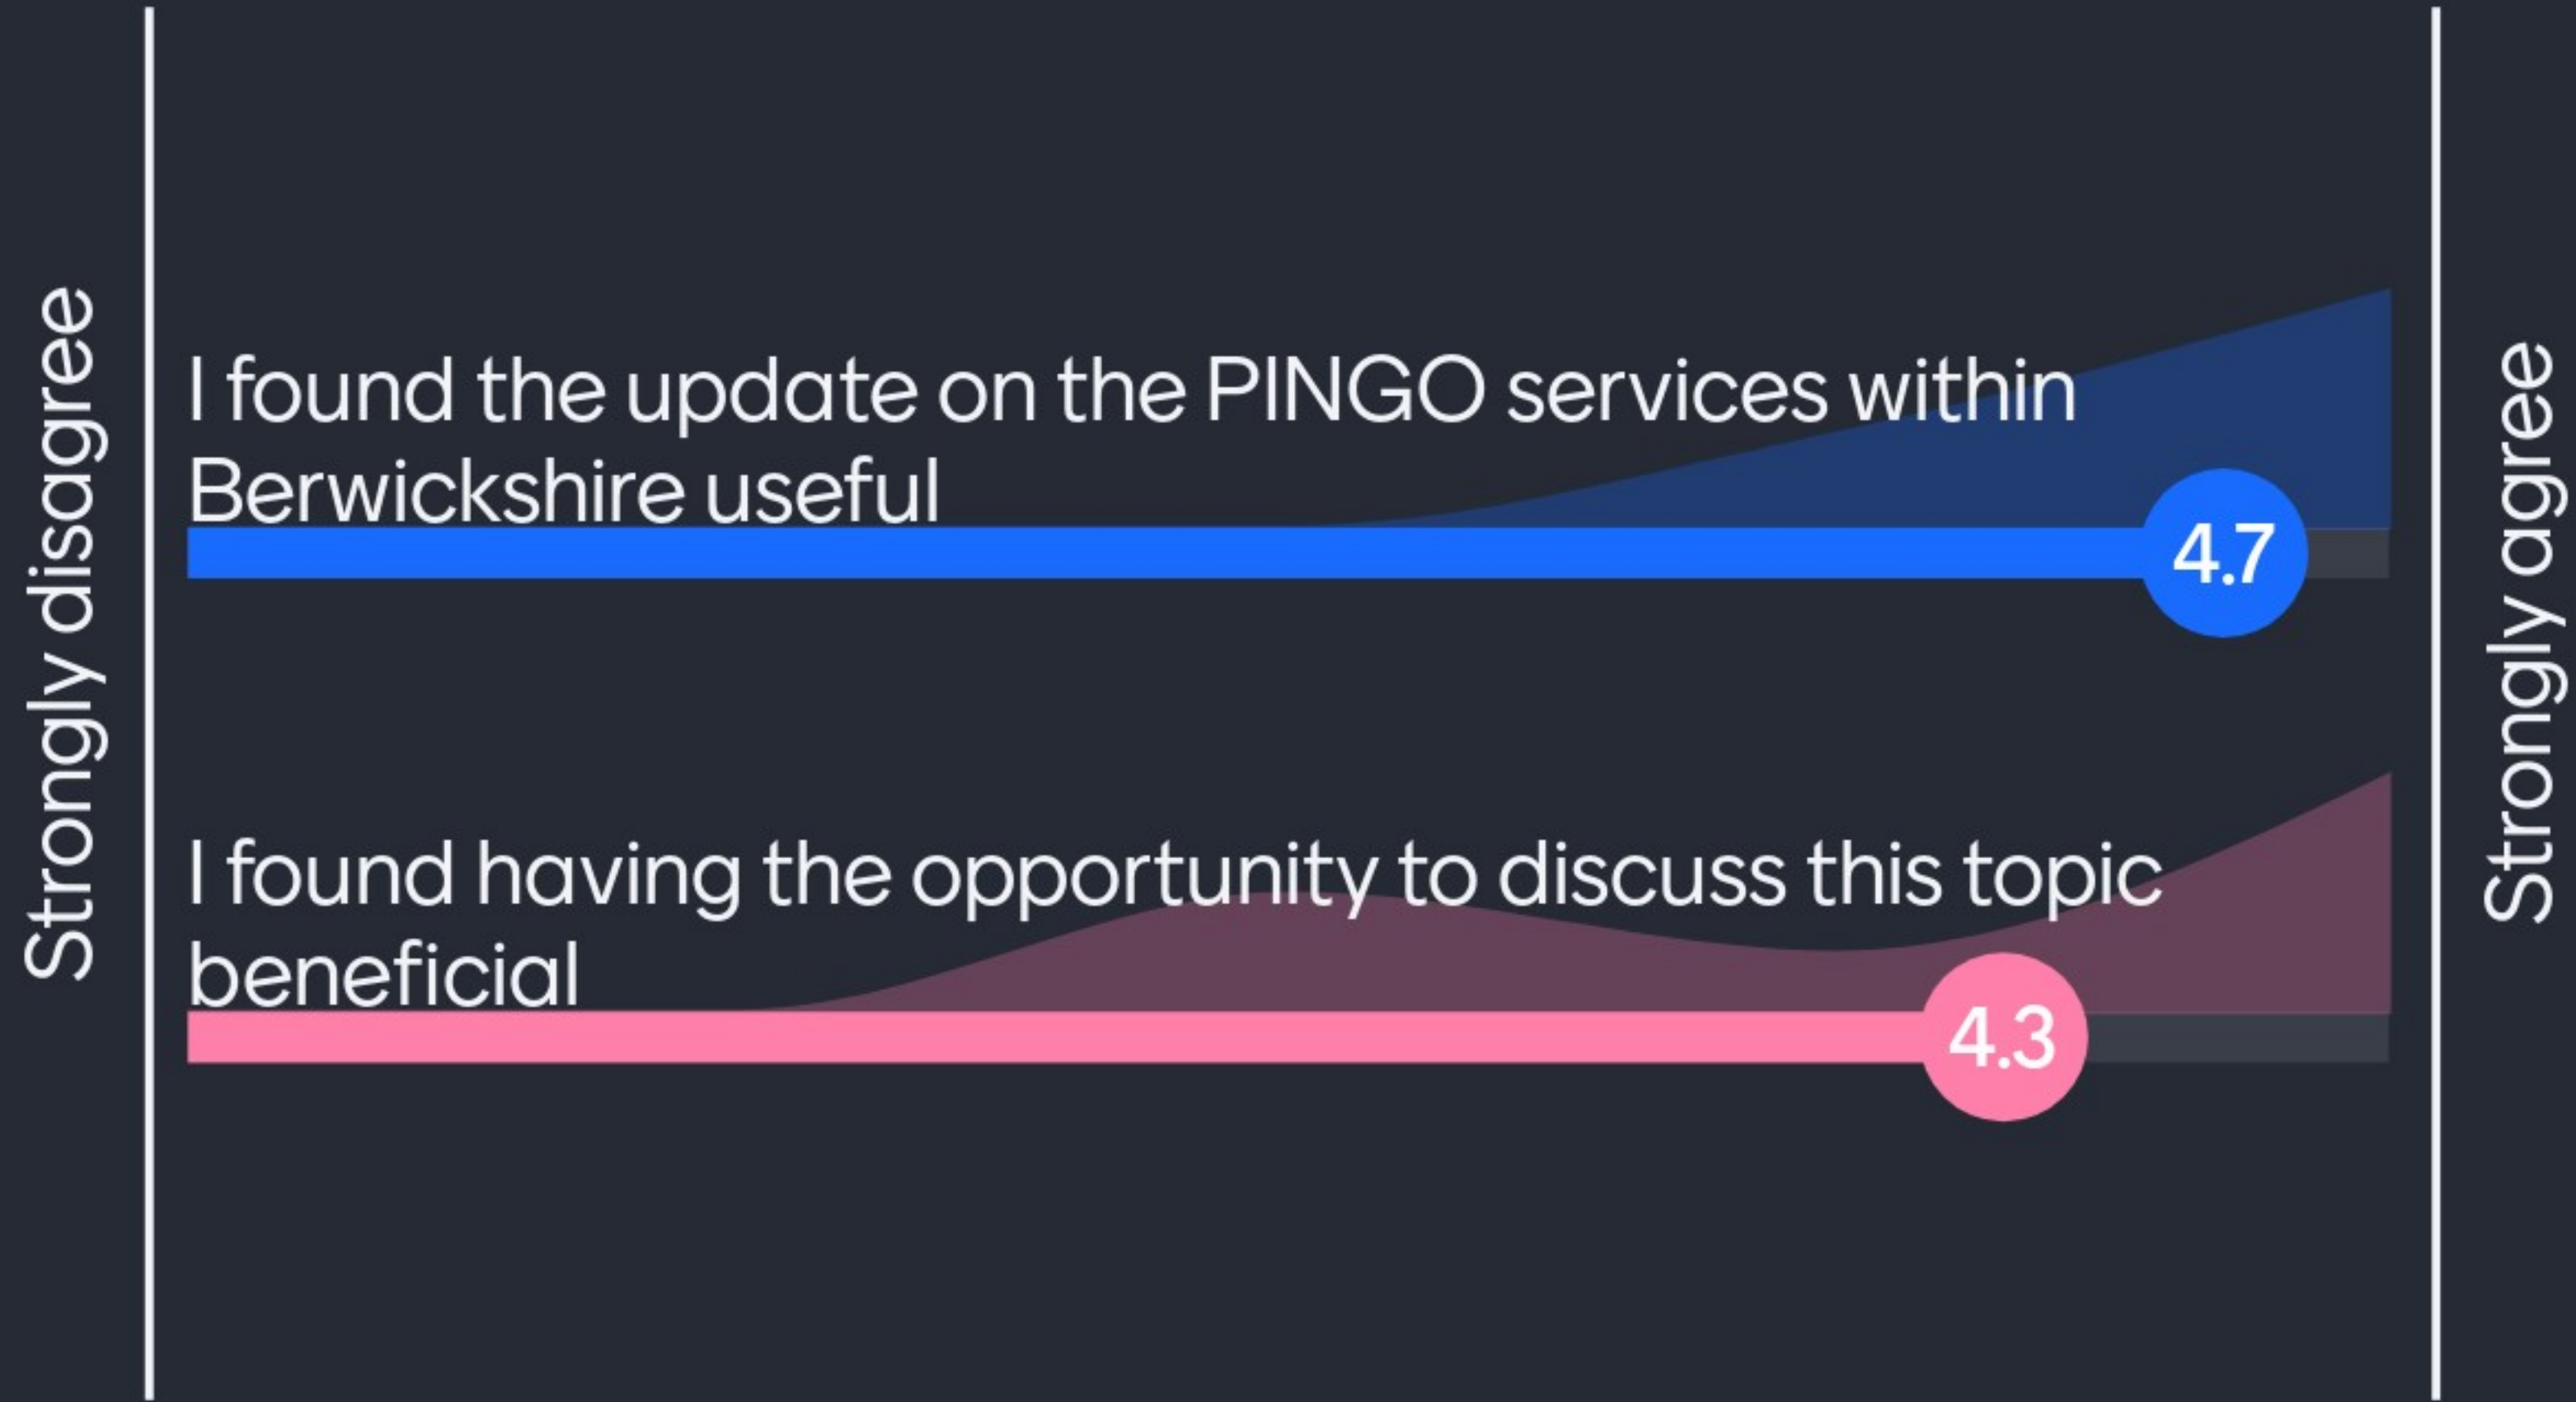 Strongly disagree
I found the update on the PINGO services within
Berwickshire useful
4.7
I found having the opportunity to discuss this topic
beneficial
4.3
Strongly agree